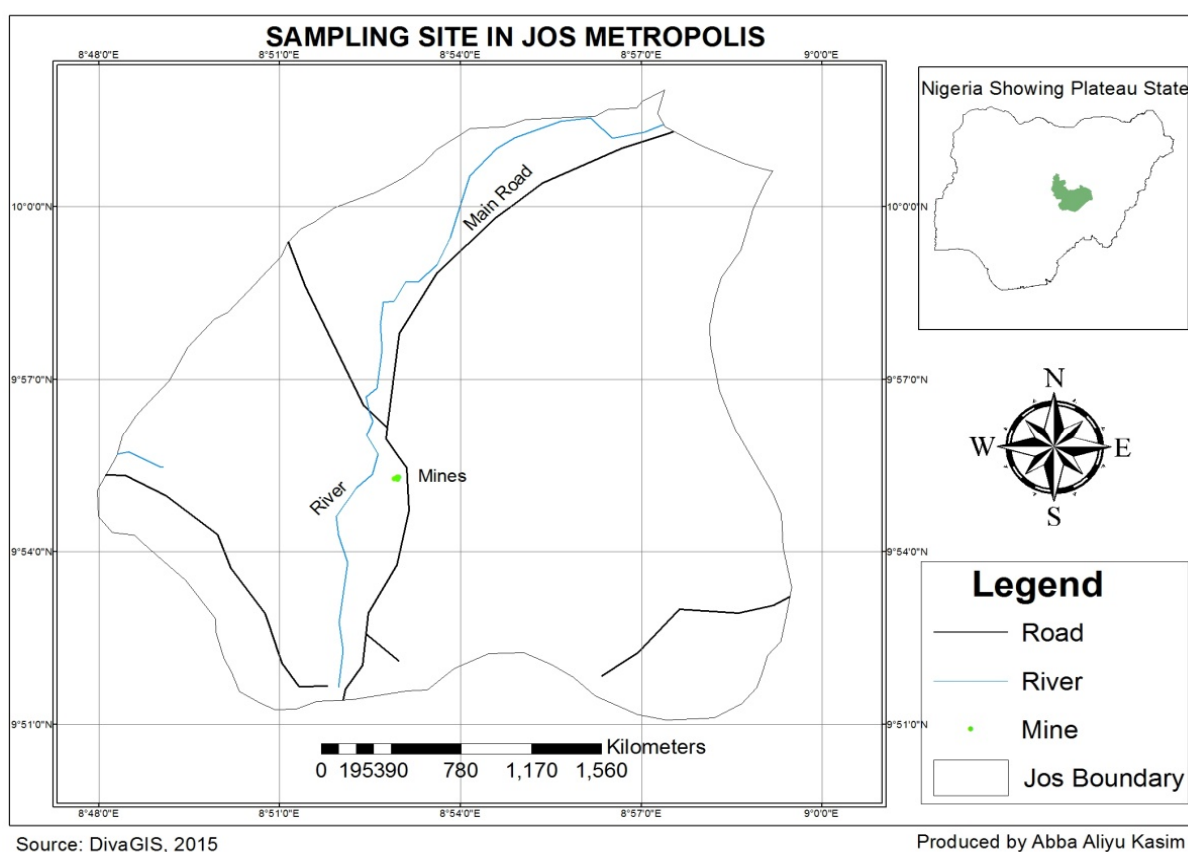 SAMPLING SITE IN JOS METROPOLIS
8°48'0"E 8°51'0"E 8°54'0"E 8°57'0"E 9°0'0"E
Nigeria Showing Plateau State
Main Road
10°0'0"N 10°0'0"N
9°57'0"N 9°57'0"N
N
W E
S
Mines
River
9°54'0"N 9°54'0"N
Legend
Road
River
Mine
Jos Boundary
9°51'0"N 9°51'0"N
Kilometers
0 195390 780 1,170 1,560
8°48'0"E 8°51'0"E 8°54'0"E 8°57'0"E 9°0'0"E
Source: DivaGIS, 2015
Produced by Abba Aliyu Kasim